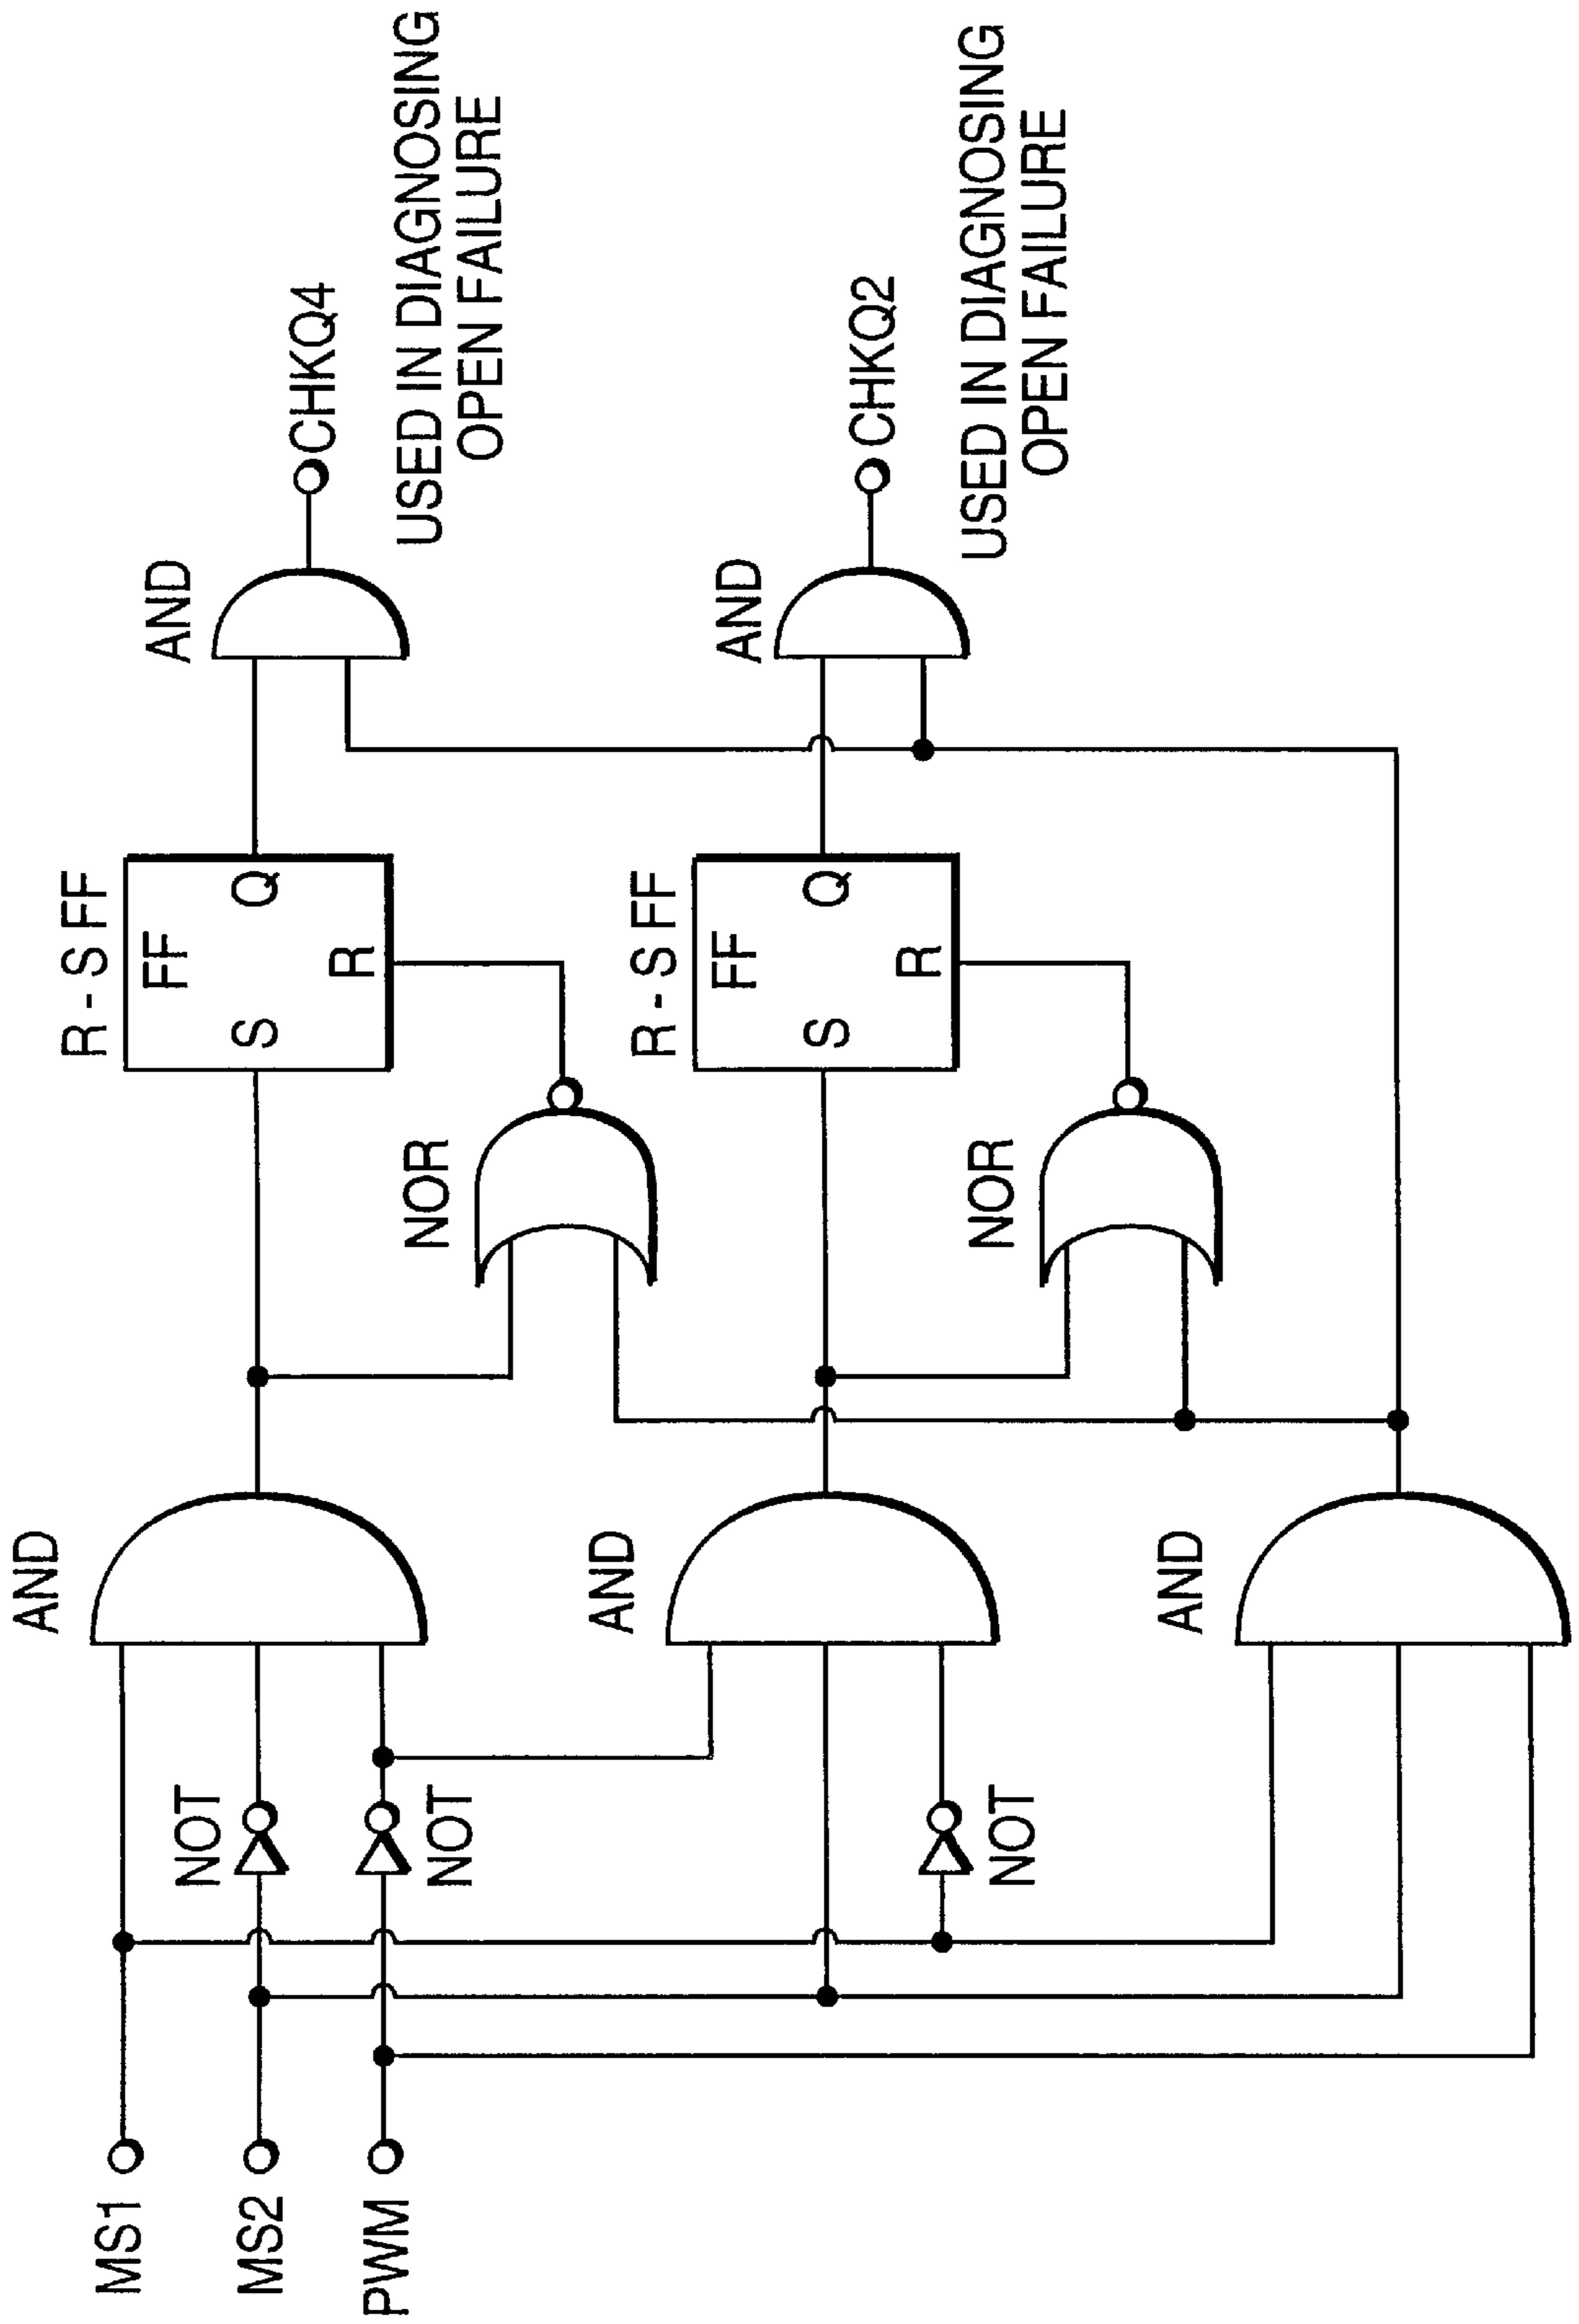 MS1
MS2
PWM
NOT
NOT
NOT
AND
AND
AND
NOR
NOR
R - S FF
FF
S
Q
R
R - S FF
FF
S
Q
R
AND
CHKQ4
USED IN DIAGNOSING
OPEN FAILURE
AND
CHKQ2
USED IN DIAGNOSING
OPEN FAILURE